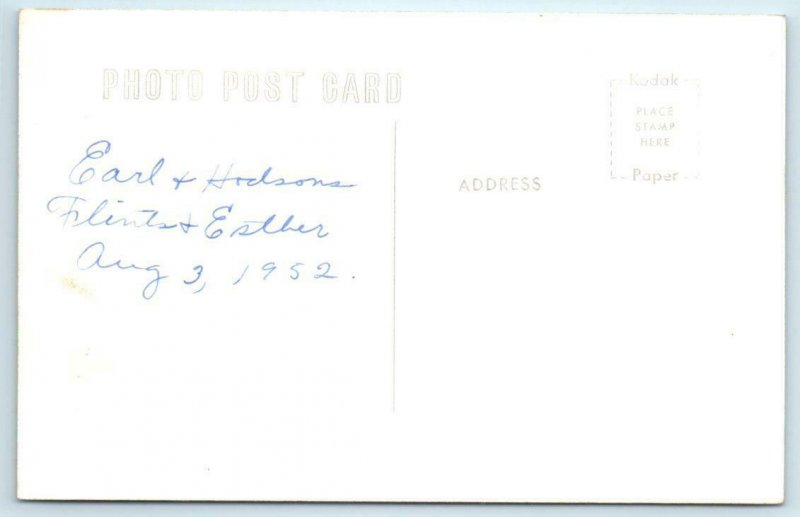 PHOTO POST CARD
Kodak
PLACE
STAMP
HERE
Paper
ADDRESS
Earl & Hodsons
Flints & Esther
Aug 3, 1952.